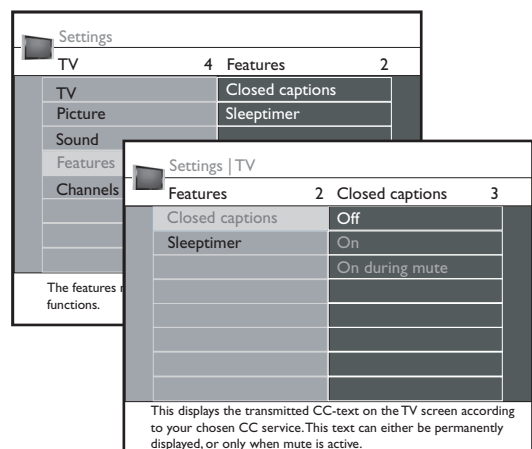 Settings
TV 4 Features 2
TV Closed captions
Picture Sleeptimer
Sound
Features
Channels
The features
functions.
Settings | TV
Features 2 Closed captions 3
Closed captions Off
Sleeptimer On
On during mute
This displays the transmitted CC-text on the TV screen according
to your chosen CC service. This text can either be permanently
displayed, or only when mute is active.